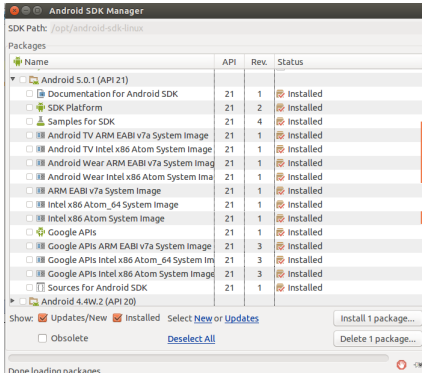 Android SDK Manager
SDK Path: /opt/android-sdk-linux
Packages
Name API Rev. Status
Android 5.0.1 (API 21)
Documentation for Android SDK 21 1 Installed
SDK Platform 21 2 Installed
Samples for SDK 21 4 Installed
Android TV ARM EABI v7a System Image 21 1 Installed
Android TV Intel x86 Atom System Image 21 1 Installed
Android Wear ARM EABI v7a System Imag 21 1 Installed
Android Wear Intel x86 Atom System Ima 21 1 Installed
ARM EABI v7a System Image 21 1 Installed
Intel x86 Atom_64 System Image 21 1 Installed
Intel x86 Atom System Image 21 1 Installed
Google APIs 21 1 Installed
Google APIs ARM EABI v7a System Image 21 3 Installed
Google APIs Intel x86 Atom_64 System Im 21 3 Installed
Google APIs Intel x86 Atom System Image 21 3 Installed
Sources for Android SDK 21 1 Installed
Android 4.4W.2 (API 20)
Show: Updates/New Installed Select New or Updates Install 1 package...
Obsolete Deselect All Delete 1 package...
Done loading packages